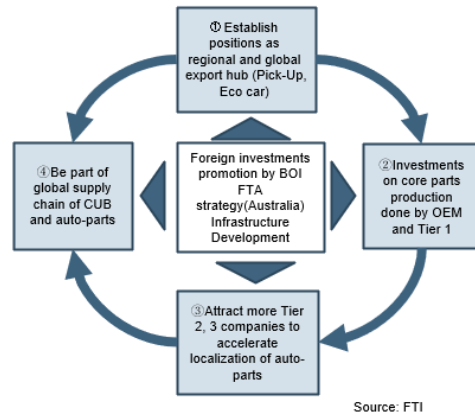 ① Establish
positions as
regional and global
export hub (Pick-Up,
Eco car)
④Be part of
global supply
chain of CUB
and auto-parts
Foreign investments
promotion by BOI
FTA
strategy(Australia)
Infrastructure
Development
②Investments
on core parts
production
done by OEM
and Tier 1
③Attract more Tier
2, 3 companies to
accelerate
localization of auto-
parts
Source: FTI